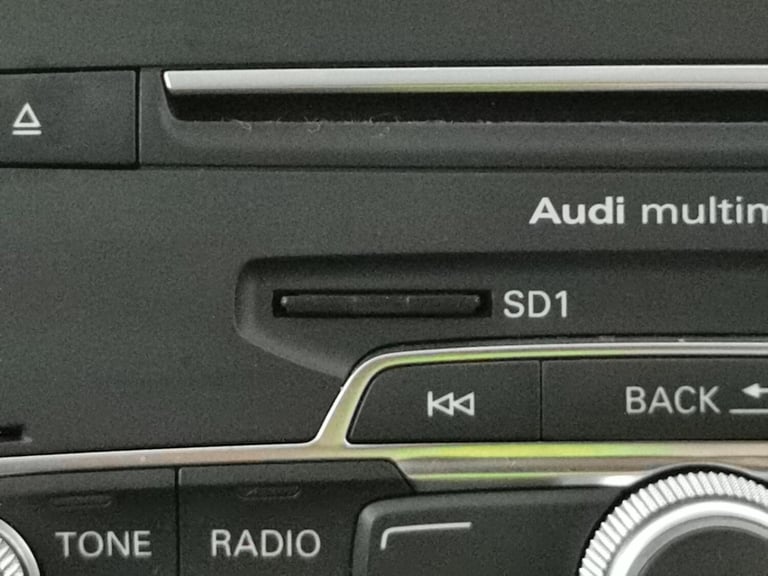 Audi multim
SD1
BACK
TONE
RADIO